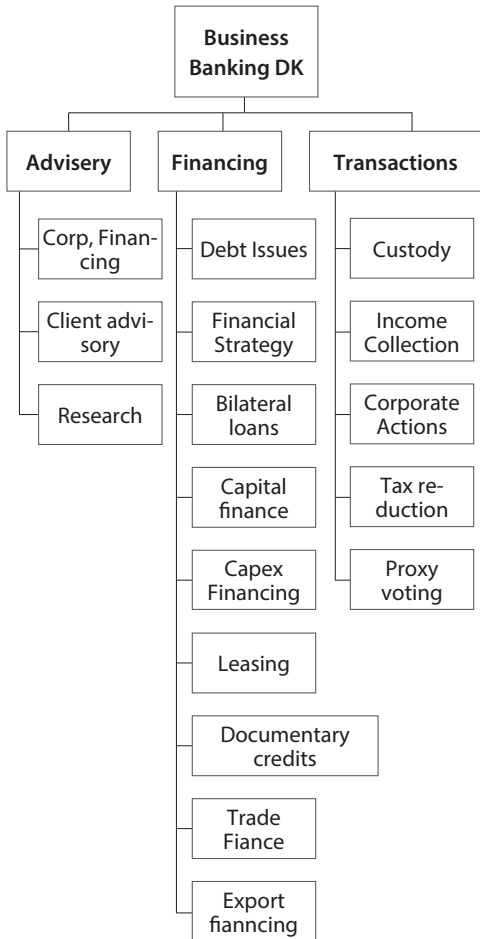 Business
Banking DK
Advisery
Financing
Transactions
Corp, Finan-
cing
Client advi-
sory
Research
Debt Issues
Financial
Strategy
Bilateral
loans
Capital
finance
Capex
Financing
Leasing
Documentary
credits
Trade
Fiance
Export
fianncing
Custody
Income
Collection
Corporate
Actions
Tax re-
duction
Proxy
voting